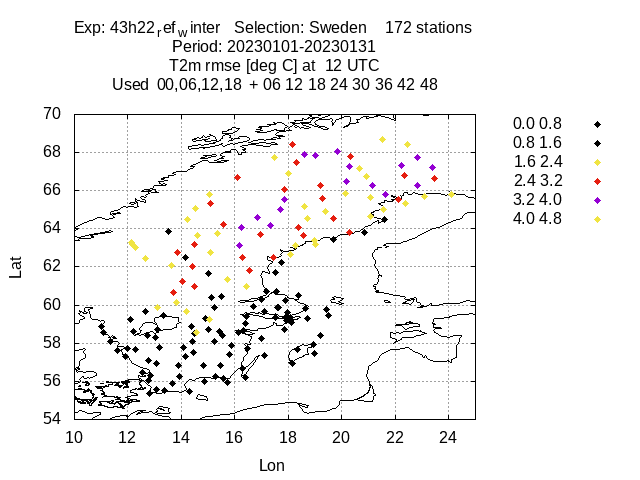 Exp: 43h22refwinter Selection: Sweden 172 stations
Period: 20230101-20230131
T2m rmse [deg C] at 12 UTC
Used 00,06,12,18 + 06 12 18 24 30 36 42 48
70
68
66
64
62
60
58
56
54
10 12 14 16 18 20 22 24
Lat
Lon
0.0 0.8
0.8 1.6
1.6 2.4
2.4 3.2
3.2 4.0
4.0 4.8